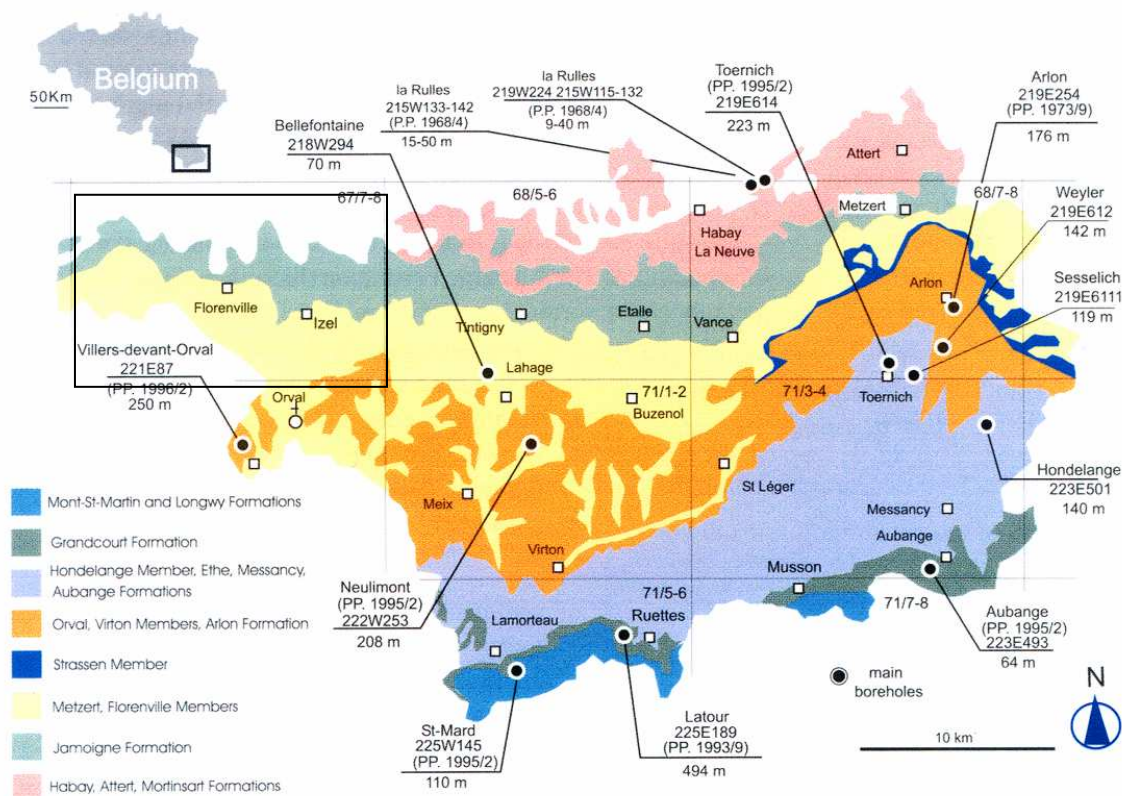 Belgium
50Km
la Rulles
215W133-142
(P.P. 1968/4)
15-50 m
la Rulles
219W224 215W115-132
(P.P. 1968/4)
9-40 m
Toernich
(PP. 1995/2)
219E614
223 m
Arlon
219E254
(PP. 1973/9)
176 m
Bellefontaine
218W294
70 m
Attert
67/7-8
68/5-6
68/7-8
Weyler
219E612
142 m
Metzert
Habay
La Neuve
Sesselich
219E6111
119 m
Florenville
Izel
Tintigny
Etalle
Vance
Arlon
Villers-devant-Orval
221E87
(PP. 1996/2)
250 m
Lahage
71/1-2
71/3-4
Toernich
Orval
Buzenol
Hondelange
223E501
140 m
Meix
St Léger
Messancy
Aubange
Virton
Musson
Neulimont
(PP. 1995/2)
222W253
208 m
71/5-6
71/7-8
Lamorteau
Ruettes
Aubange
(PP. 1995/2)
223E493
64 m
main
boreholes
N
St-Mard
225W145
(PP. 1995/2)
110 m
Latour
225E189
(PP. 1993/9)
494 m
10 km
Mont-St-Martin and Longwy Formations
Grandcourt Formation
Hondelange Member, Ethe, Messancy,
Aubange Formations
Orval, Virton Members, Arlon Formation
Strassen Member
Metzert, Florenville Members
Jamoigne Formation
Habay, Attert, Mortinsart Formations